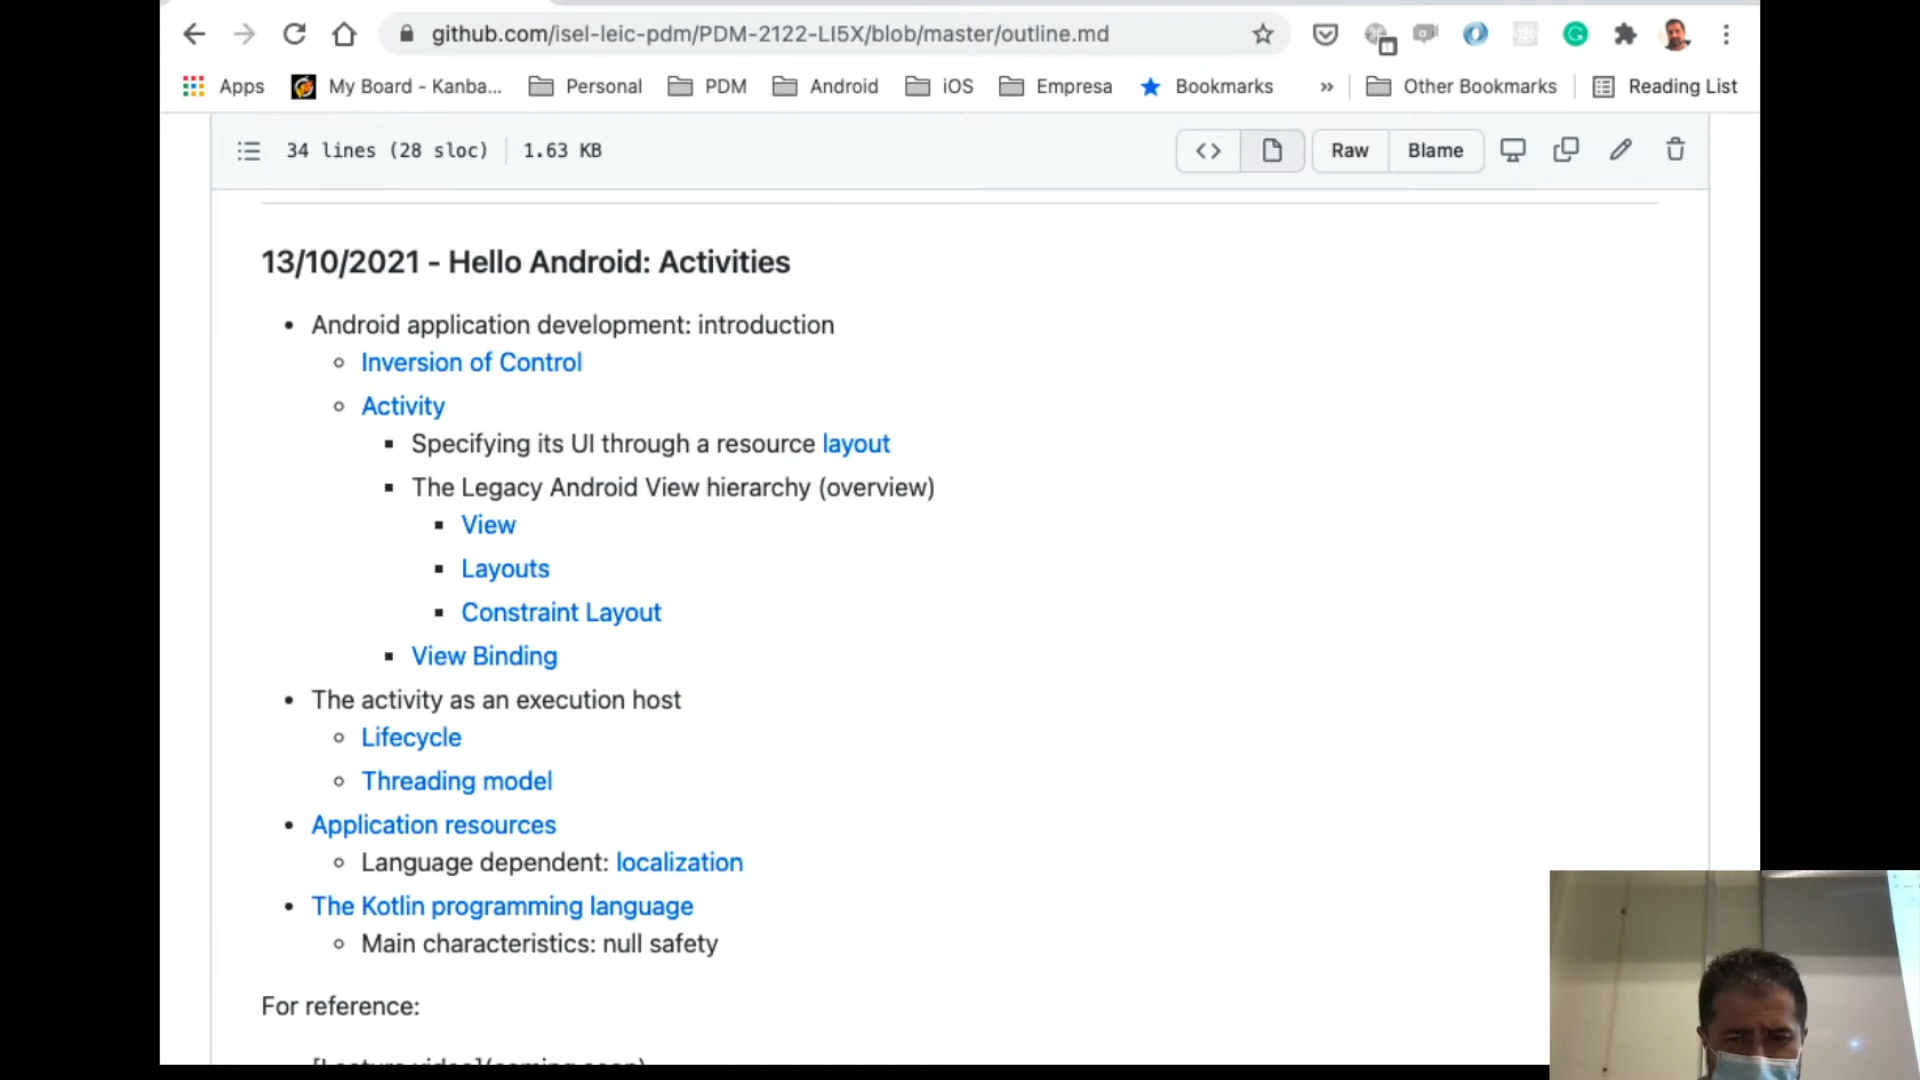 github.com/isel-leic-pdm/PDM-2122-LI5X/blob/master/outline.md
Apps My Board - Kanba... Personal PDM Android iOS Empresa Bookmarks » Other Bookmarks Reading List
34 lines (28 sloc) 1.63 KB Raw Blame
13/10/2021 - Hello Android: Activities
Android application development: introduction
Inversion of Control
Activity
Specifying its UI through a resource layout
The Legacy Android View hierarchy (overview)
View
Layouts
Constraint Layout
View Binding
The activity as an execution host
Lifecycle
Threading model
Application resources
Language dependent: localization
The Kotlin programming language
Main characteristics: null safety
For reference:
[Lecture video](coming soon)